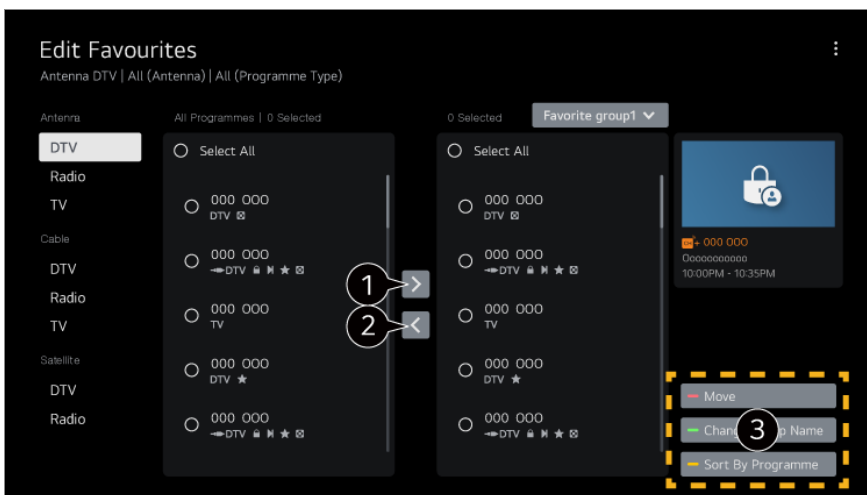 Edit Favourites
Antenna DTV | All (Antenna) | All (Programme Type)
Antenna
DTV
Radio
TV
Cable
DTV
Radio
TV
Satellite
DTV
Radio
All Programmes | 0 Selected
Select All
000 000
DTV
000 000
DTV
000 000
TV
000 000
DTV
000 000
DTV
1
2
0 Selected
Favorite group1
Select All
000 000
DTV
000 000
DTV
000 000
TV
000 000
DTV
000 000
DTV
+ 000 000
Oooooooooo
10:00PM - 10:35PM
Move
3
Name
Sort By Programme